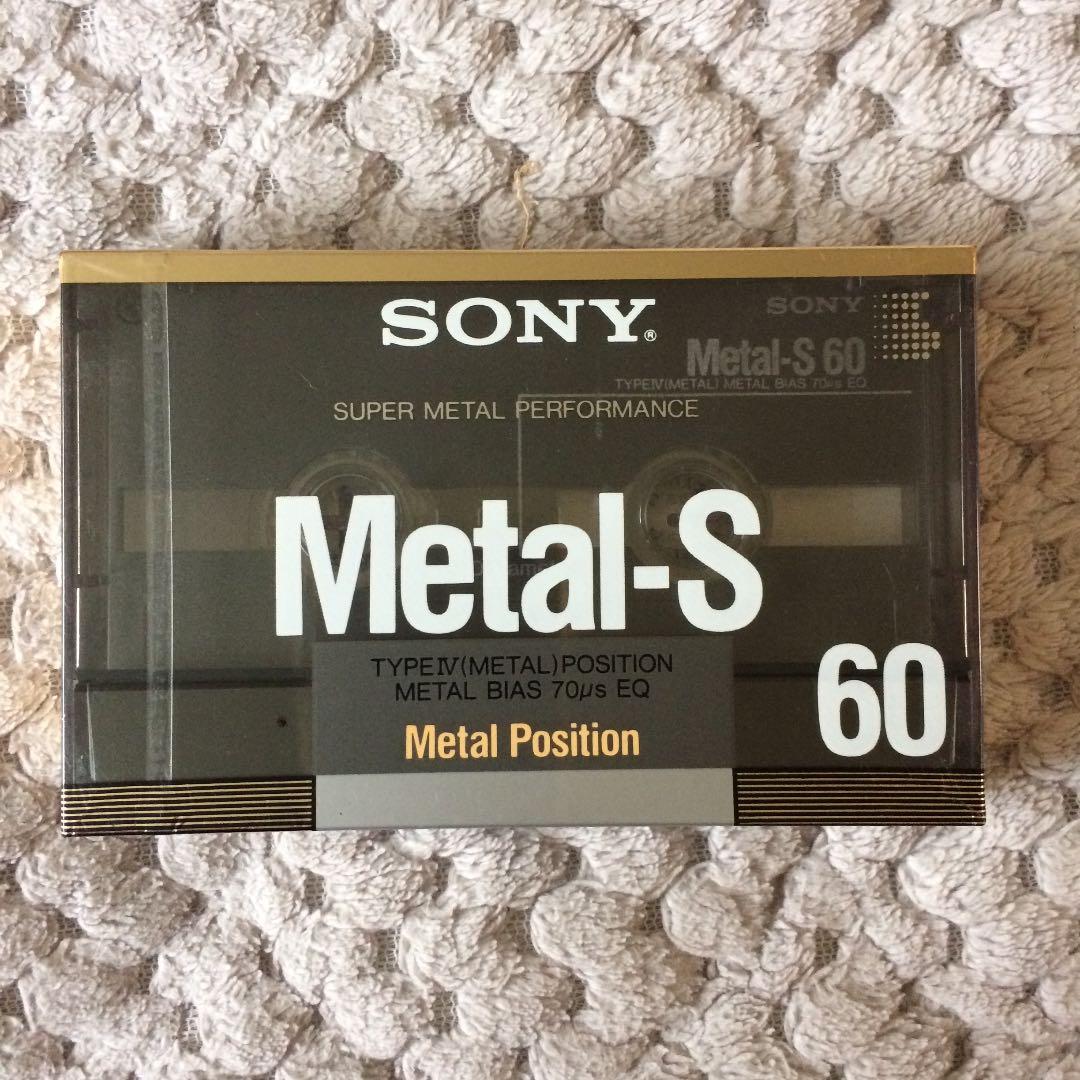 SONY®
SONY
Metal-S 60
TYPE IV (METAL) METAL BIAS 70μs EQ
SUPER METAL PERFORMANCE
Metal-S
TYPE IV (METAL) POSITION
METAL BIAS 70μs EQ
Metal Position
60